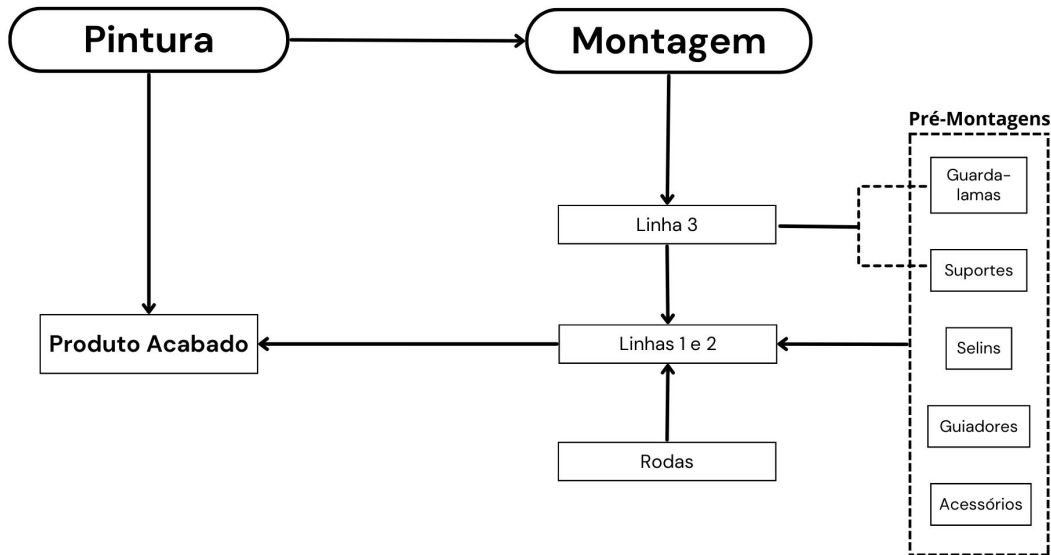 Pintura
Montagem
Pré-Montagens
Guarda-
lamas
Linha 3
Suportes
Produto Acabado
Linhas 1 e 2
Selins
Guiadores
Rodas
Acessórios